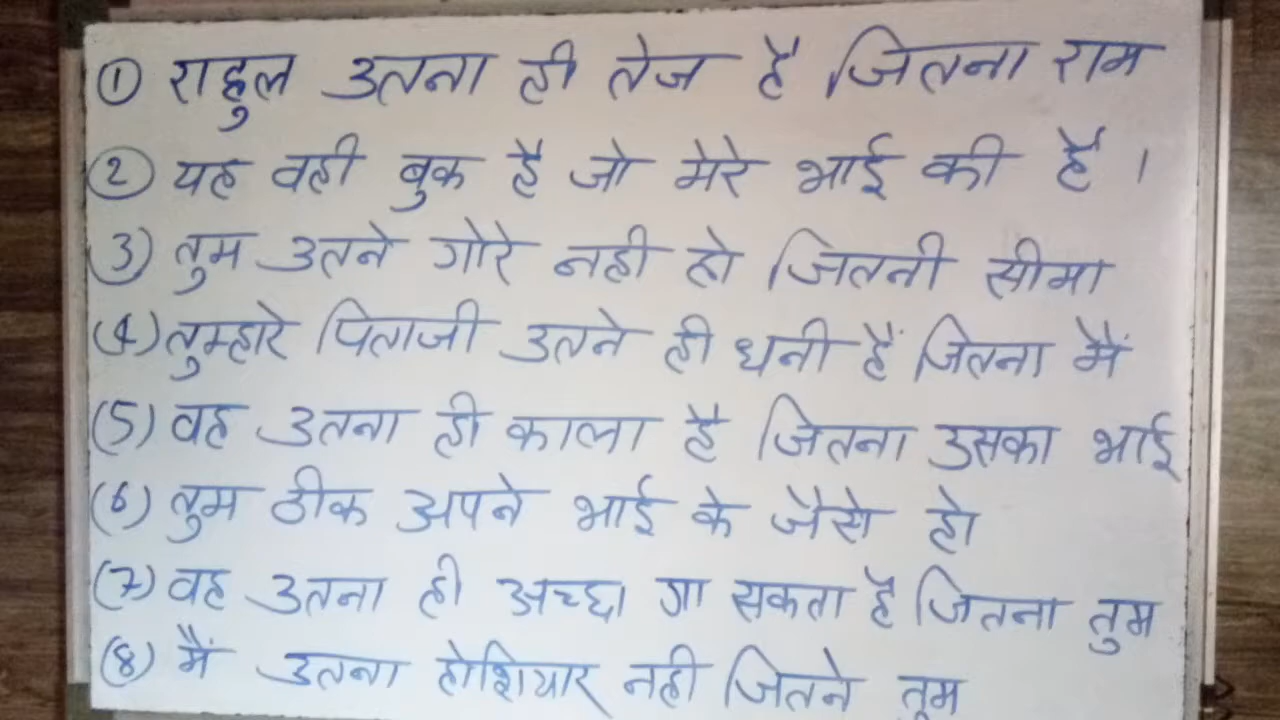 ① राहुल उतना ही तेज है जितना राम
② यह वही बुक है जो मेरे भाई की है ।
3) तुम उतने गोरे नही हो जितनी सीमा
(4) तुम्हारे पिताजी उतने ही धनी हैं जितना मैं
(5) वह उतना ही काला है जितना उसका भाई
(6) तुम ठीक अपने भाई के जैसे हो
(7) वह उतना ही अच्छा गा सकता है जितना तुम
(8) मैं उतना होशियार नही जितने तुम